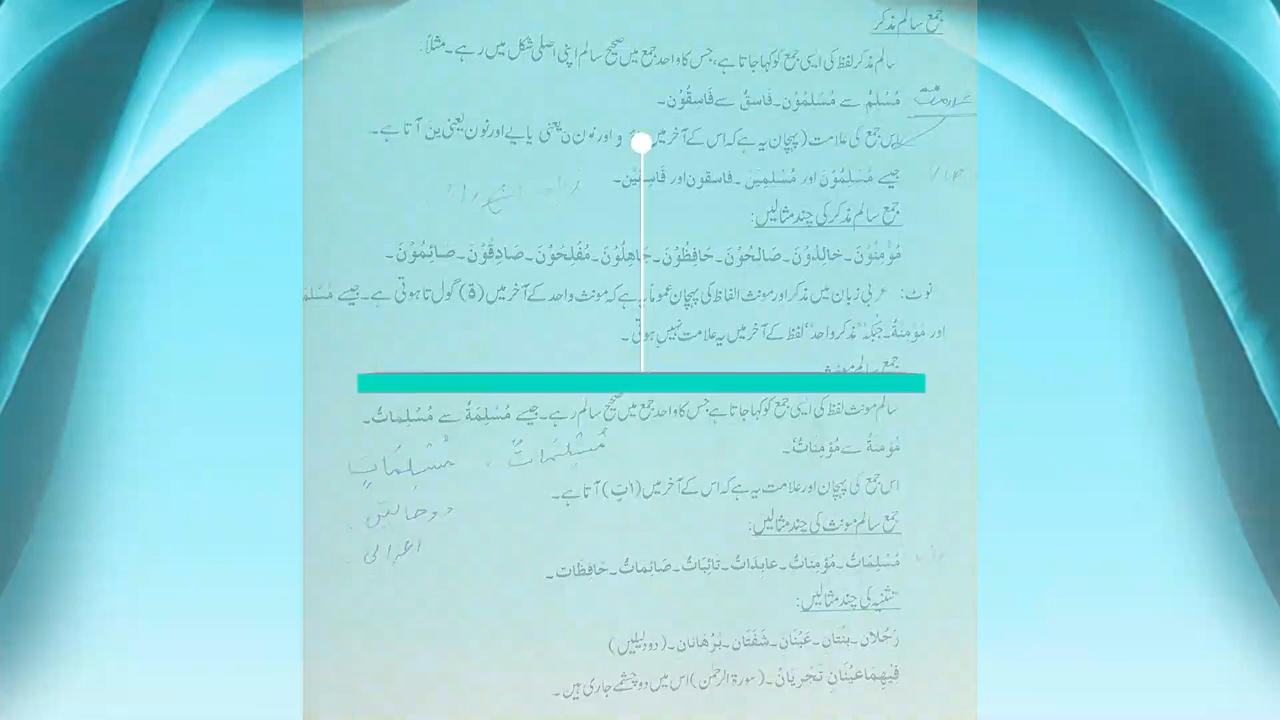 جمع سالم مذکر
سالم مذکر لفظ کی ایسی جمع کو کہا جاتا ہے، جس کا واحد جمع میں صحیح سالم اپنی اصلی شکل میں رہے۔ مثلاً:
مُسْلِمٌ سے مُسْلِمُوْنَ۔ فَاسِقٌ سے فَاسِقُوْنَ۔
اس جمع کی علامت (پہچان یہ ہے کہ اس کے آخر میں و اور نون ن یعنی یا یے اور نون یعنی ین آتا ہے۔
جیسے مُسْلِمُوْنَ اور مُسْلِمِيْنَ ۔ فاسقون اور فَاسِقِيْنَ۔
جمع سالم مذکر کی چند مثالیں:
مُؤْمِنُوْنَ۔ خَالِدُوْنَ۔ صَالِحُوْنَ۔ حَافِظُوْنَ۔ جَاهِلُوْنَ۔ مُفْلِحُوْنَ۔ صَادِقُوْنَ۔ صَائِمُوْنَ۔
نوٹ: عربی زبان میں مذکر اور مونث الفاظ کی پہچان عموماً یہ ہے کہ مونث واحد کے آخر میں (ة) گول تا ہوتی ہے۔ جیسے
اور مُؤْمِنَةٌ۔ جبکہ ”مذکر واحد“ لفظ کے آخر میں یہ علامت نہیں ہوتی۔
جمع سالم مونث
سالم مونث لفظ کی ایسی جمع کو کہا جاتا ہے جس کا واحد جمع میں صحیح سالم رہے۔ جیسے مُسْلِمَةٌ سے مُسْلِمَاتٌ۔
مُؤْمِنَةٌ سے مُؤْمِنَاتٌ۔
مُسْلِمَاتٌ
اس جمع کی پہچان اور علامت یہ ہے کہ اس کے آخر میں (اتٌ) آتا ہے۔
جمع سالم مونث کی چند مثالیں:
مُسْلِمَاتٌ۔ مُؤْمِنَاتٌ۔ عَابِدَاتٌ۔ تَائِبَاتٌ۔ صَائِمَاتٌ۔ حَافِظَات۔
تثنیہ کی چند مثالیں:
رَجُلَان۔ بِنْتَان۔ عَيْنَان۔ شَفَتَان۔ بُرْهَانَان۔ (دو دلیلیں)
فِيْهِمَا عَيْنَانِ تَجْرِيَانْ۔ (سورة الرحمٰن) اس میں دو چشمے جاری ہیں۔